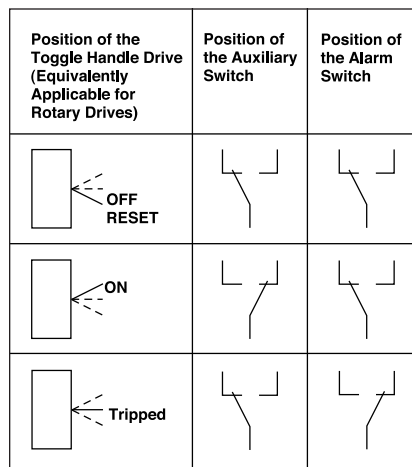 Position of the
Toggle Handle Drive
(Equivalently
Applicable for
Rotary Drives)
Position of
the Auxiliary
Switch
Position of
the Alarm
Switch
OFF
RESET
ON
Tripped